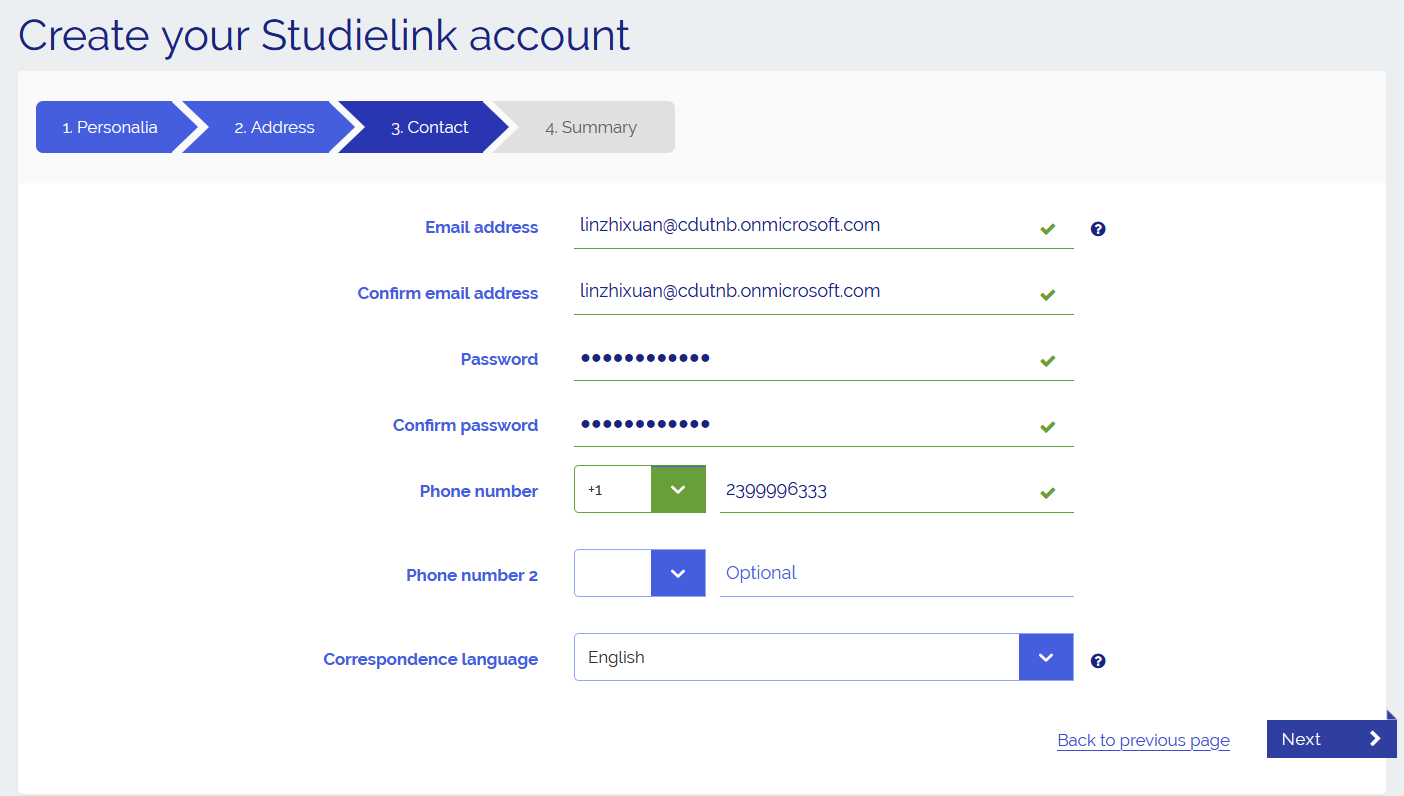 Create your Studielink account
1. Personalia 2. Address 3. Contact 4. Summary
Email address linzhixuan@cdutnb.onmicrosoft.com
Confirm email address linzhixuan@cdutnb.onmicrosoft.com
Password ●●●●●●●●●●●●
Confirm password ●●●●●●●●●●●●
Phone number +1 2399996333
Phone number 2 Optional
Correspondence language English
Back to previous page Next